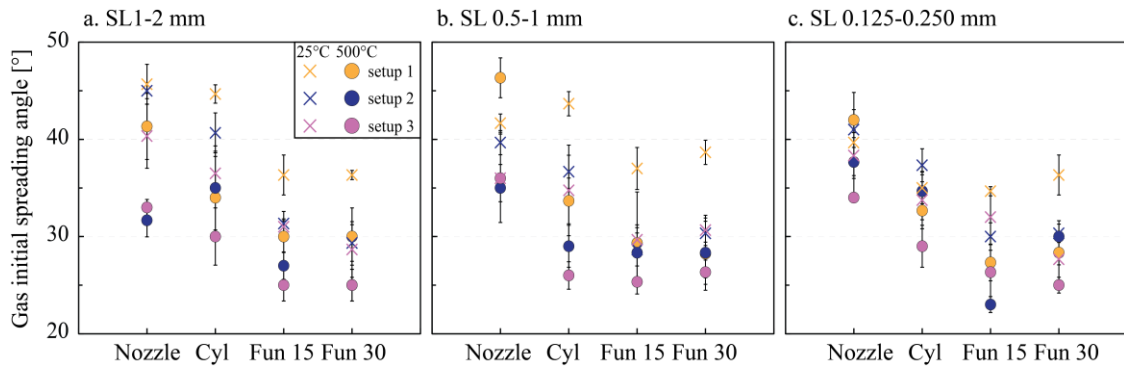 a. SL1-2 mm
b. SL 0.5-1 mm
c. SL 0.125-0.250 mm
Gas initial spreading angle [°]
50
40
30
20
25°C 500°C
setup 1
setup 2
setup 3
Nozzle Cyl Fun 15 Fun 30
Nozzle Cyl Fun 15 Fun 30
Nozzle Cyl Fun 15 Fun 30